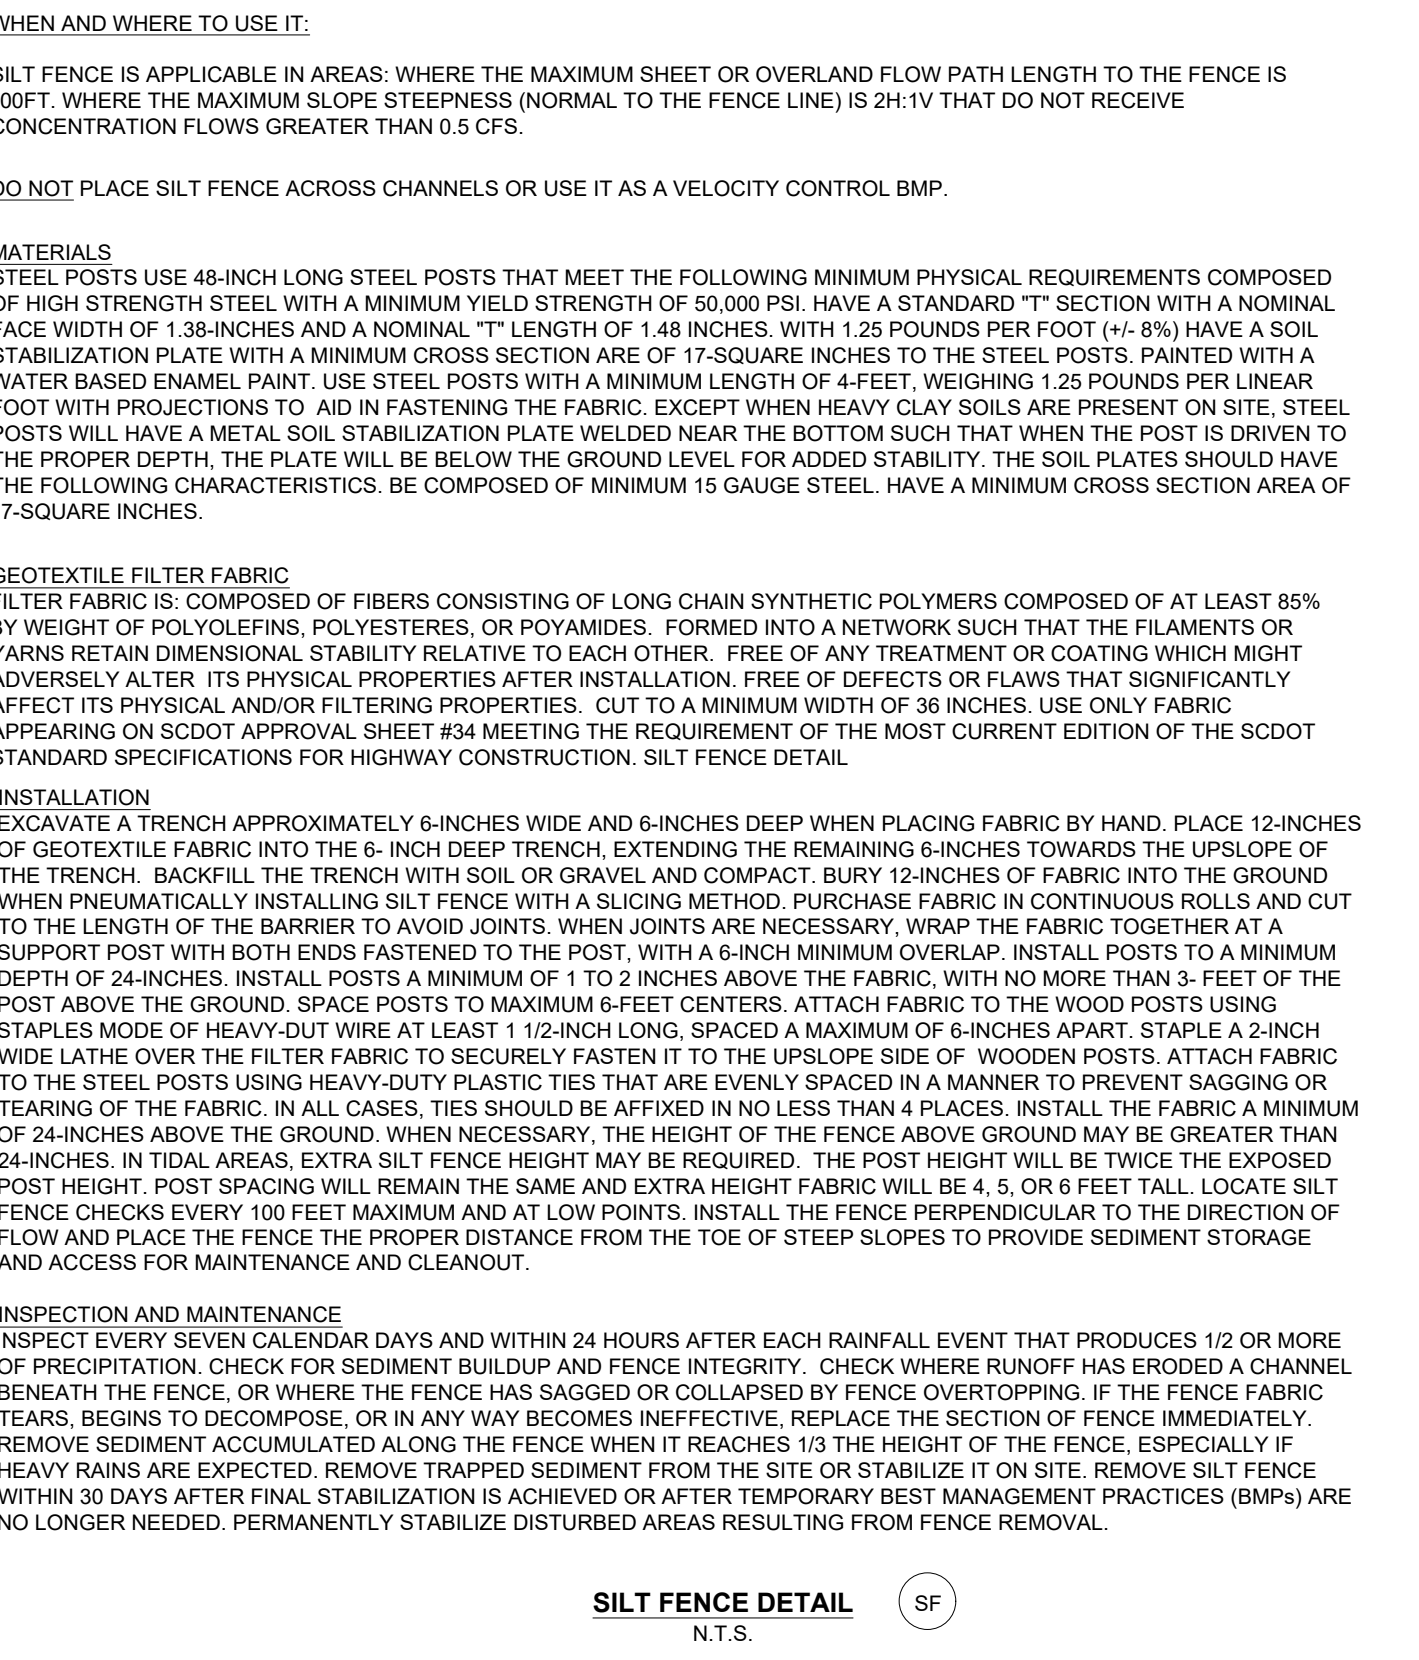 WHEN AND WHERE TO USE IT:
SILT FENCE IS APPLICABLE IN AREAS: WHERE THE MAXIMUM SHEET OR OVERLAND FLOW PATH LENGTH TO THE FENCE IS
00FT. WHERE THE MAXIMUM SLOPE STEEPNESS (NORMAL TO THE FENCE LINE) IS 2H:1V THAT DO NOT RECEIVE
CONCENTRATION FLOWS GREATER THAN 0.5 CFS.
DO NOT PLACE SILT FENCE ACROSS CHANNELS OR USE IT AS A VELOCITY CONTROL BMP.
MATERIALS
STEEL POSTS USE 48-INCH LONG STEEL POSTS THAT MEET THE FOLLOWING MINIMUM PHYSICAL REQUIREMENTS COMPOSED
OF HIGH STRENGTH STEEL WITH A MINIMUM YIELD STRENGTH OF 50,000 PSI. HAVE A STANDARD "T" SECTION WITH A NOMINAL
FACE WIDTH OF 1.38-INCHES AND A NOMINAL "T" LENGTH OF 1.48 INCHES. WITH 1.25 POUNDS PER FOOT (+/- 8%) HAVE A SOIL
STABILIZATION PLATE WITH A MINIMUM CROSS SECTION ARE OF 17-SQUARE INCHES TO THE STEEL POSTS. PAINTED WITH A
WATER BASED ENAMEL PAINT. USE STEEL POSTS WITH A MINIMUM LENGTH OF 4-FEET, WEIGHING 1.25 POUNDS PER LINEAR
FOOT WITH PROJECTIONS TO AID IN FASTENING THE FABRIC. EXCEPT WHEN HEAVY CLAY SOILS ARE PRESENT ON SITE, STEEL
POSTS WILL HAVE A METAL SOIL STABILIZATION PLATE WELDED NEAR THE BOTTOM SUCH THAT WHEN THE POST IS DRIVEN TO
THE PROPER DEPTH, THE PLATE WILL BE BELOW THE GROUND LEVEL FOR ADDED STABILITY. THE SOIL PLATES SHOULD HAVE
THE FOLLOWING CHARACTERISTICS. BE COMPOSED OF MINIMUM 15 GAUGE STEEL. HAVE A MINIMUM CROSS SECTION AREA OF
7-SQUARE INCHES.
GEOTEXTILE FILTER FABRIC
FILTER FABRIC IS: COMPOSED OF FIBERS CONSISTING OF LONG CHAIN SYNTHETIC POLYMERS COMPOSED OF AT LEAST 85%
BY WEIGHT OF POLYOLEFINS, POLYESTERES, OR POYAMIDES. FORMED INTO A NETWORK SUCH THAT THE FILAMENTS OR
YARNS RETAIN DIMENSIONAL STABILITY RELATIVE TO EACH OTHER. FREE OF ANY TREATMENT OR COATING WHICH MIGHT
ADVERSELY ALTER ITS PHYSICAL PROPERTIES AFTER INSTALLATION. FREE OF DEFECTS OR FLAWS THAT SIGNIFICANTLY
AFFECT ITS PHYSICAL AND/OR FILTERING PROPERTIES. CUT TO A MINIMUM WIDTH OF 36 INCHES. USE ONLY FABRIC
APPEARING ON SCDOT APPROVAL SHEET #34 MEETING THE REQUIREMENT OF THE MOST CURRENT EDITION OF THE SCDOT
STANDARD SPECIFICATIONS FOR HIGHWAY CONSTRUCTION. SILT FENCE DETAIL
INSTALLATION
EXCAVATE A TRENCH APPROXIMATELY 6-INCHES WIDE AND 6-INCHES DEEP WHEN PLACING FABRIC BY HAND. PLACE 12-INCHES
OF GEOTEXTILE FABRIC INTO THE 6- INCH DEEP TRENCH, EXTENDING THE REMAINING 6-INCHES TOWARDS THE UPSLOPE OF
THE TRENCH. BACKFILL THE TRENCH WITH SOIL OR GRAVEL AND COMPACT. BURY 12-INCHES OF FABRIC INTO THE GROUND
WHEN PNEUMATICALLY INSTALLING SILT FENCE WITH A SLICING METHOD. PURCHASE FABRIC IN CONTINUOUS ROLLS AND CUT
TO THE LENGTH OF THE BARRIER TO AVOID JOINTS. WHEN JOINTS ARE NECESSARY, WRAP THE FABRIC TOGETHER AT A
SUPPORT POST WITH BOTH ENDS FASTENED TO THE POST, WITH A 6-INCH MINIMUM OVERLAP. INSTALL POSTS TO A MINIMUM
DEPTH OF 24-INCHES. INSTALL POSTS A MINIMUM OF 1 TO 2 INCHES ABOVE THE FABRIC, WITH NO MORE THAN 3- FEET OF THE
POST ABOVE THE GROUND. SPACE POSTS TO MAXIMUM 6-FEET CENTERS. ATTACH FABRIC TO THE WOOD POSTS USING
STAPLES MODE OF HEAVY-DUT WIRE AT LEAST 1 1/2-INCH LONG, SPACED A MAXIMUM OF 6-INCHES APART. STAPLE A 2-INCH
WIDE LATHE OVER THE FILTER FABRIC TO SECURELY FASTEN IT TO THE UPSLOPE SIDE OF WOODEN POSTS. ATTACH FABRIC
TO THE STEEL POSTS USING HEAVY-DUTY PLASTIC TIES THAT ARE EVENLY SPACED IN A MANNER TO PREVENT SAGGING OR
TEARING OF THE FABRIC. IN ALL CASES, TIES SHOULD BE AFFIXED IN NO LESS THAN 4 PLACES. INSTALL THE FABRIC A MINIMUM
OF 24-INCHES ABOVE THE GROUND. WHEN NECESSARY, THE HEIGHT OF THE FENCE ABOVE GROUND MAY BE GREATER THAN
24-INCHES. IN TIDAL AREAS, EXTRA SILT FENCE HEIGHT MAY BE REQUIRED. THE POST HEIGHT WILL BE TWICE THE EXPOSED
POST HEIGHT. POST SPACING WILL REMAIN THE SAME AND EXTRA HEIGHT FABRIC WILL BE 4, 5, OR 6 FEET TALL. LOCATE SILT
FENCE CHECKS EVERY 100 FEET MAXIMUM AND AT LOW POINTS. INSTALL THE FENCE PERPENDICULAR TO THE DIRECTION OF
FLOW AND PLACE THE FENCE THE PROPER DISTANCE FROM THE TOE OF STEEP SLOPES TO PROVIDE SEDIMENT STORAGE
AND ACCESS FOR MAINTENANCE AND CLEANOUT.
INSPECTION AND MAINTENANCE
INSPECT EVERY SEVEN CALENDAR DAYS AND WITHIN 24 HOURS AFTER EACH RAINFALL EVENT THAT PRODUCES 1/2 OR MORE
OF PRECIPITATION. CHECK FOR SEDIMENT BUILDUP AND FENCE INTEGRITY. CHECK WHERE RUNOFF HAS ERODED A CHANNEL
BENEATH THE FENCE, OR WHERE THE FENCE HAS SAGGED OR COLLAPSED BY FENCE OVERTOPPING. IF THE FENCE FABRIC
TEARS, BEGINS TO DECOMPOSE, OR IN ANY WAY BECOMES INEFFECTIVE, REPLACE THE SECTION OF FENCE IMMEDIATELY.
REMOVE SEDIMENT ACCUMULATED ALONG THE FENCE WHEN IT REACHES 1/3 THE HEIGHT OF THE FENCE, ESPECIALLY IF
HEAVY RAINS ARE EXPECTED. REMOVE TRAPPED SEDIMENT FROM THE SITE OR STABILIZE IT ON SITE. REMOVE SILT FENCE
WITHIN 30 DAYS AFTER FINAL STABILIZATION IS ACHIEVED OR AFTER TEMPORARY BEST MANAGEMENT PRACTICES (BMPs) ARE
NO LONGER NEEDED. PERMANENTLY STABILIZE DISTURBED AREAS RESULTING FROM FENCE REMOVAL.
SILT FENCE DETAIL SF
N.T.S.